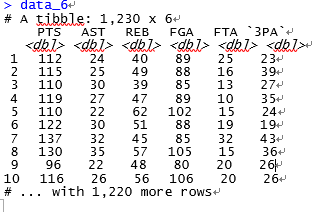 > data_6
# A tibble: 1,230 x 6
PTS AST REB FGA FTA `3PA`
<dbl> <dbl> <dbl> <dbl> <dbl> <dbl>
1 112 24 40 89 25 23
2 115 25 49 88 16 39
3 110 30 39 85 13 27
4 119 27 47 89 10 35
5 110 22 62 102 15 24
6 122 30 51 88 19 19
7 137 32 45 85 32 43
8 130 35 57 105 15 36
9 96 22 48 80 20 26
10 116 26 56 106 20 26
# ... with 1,220 more rows